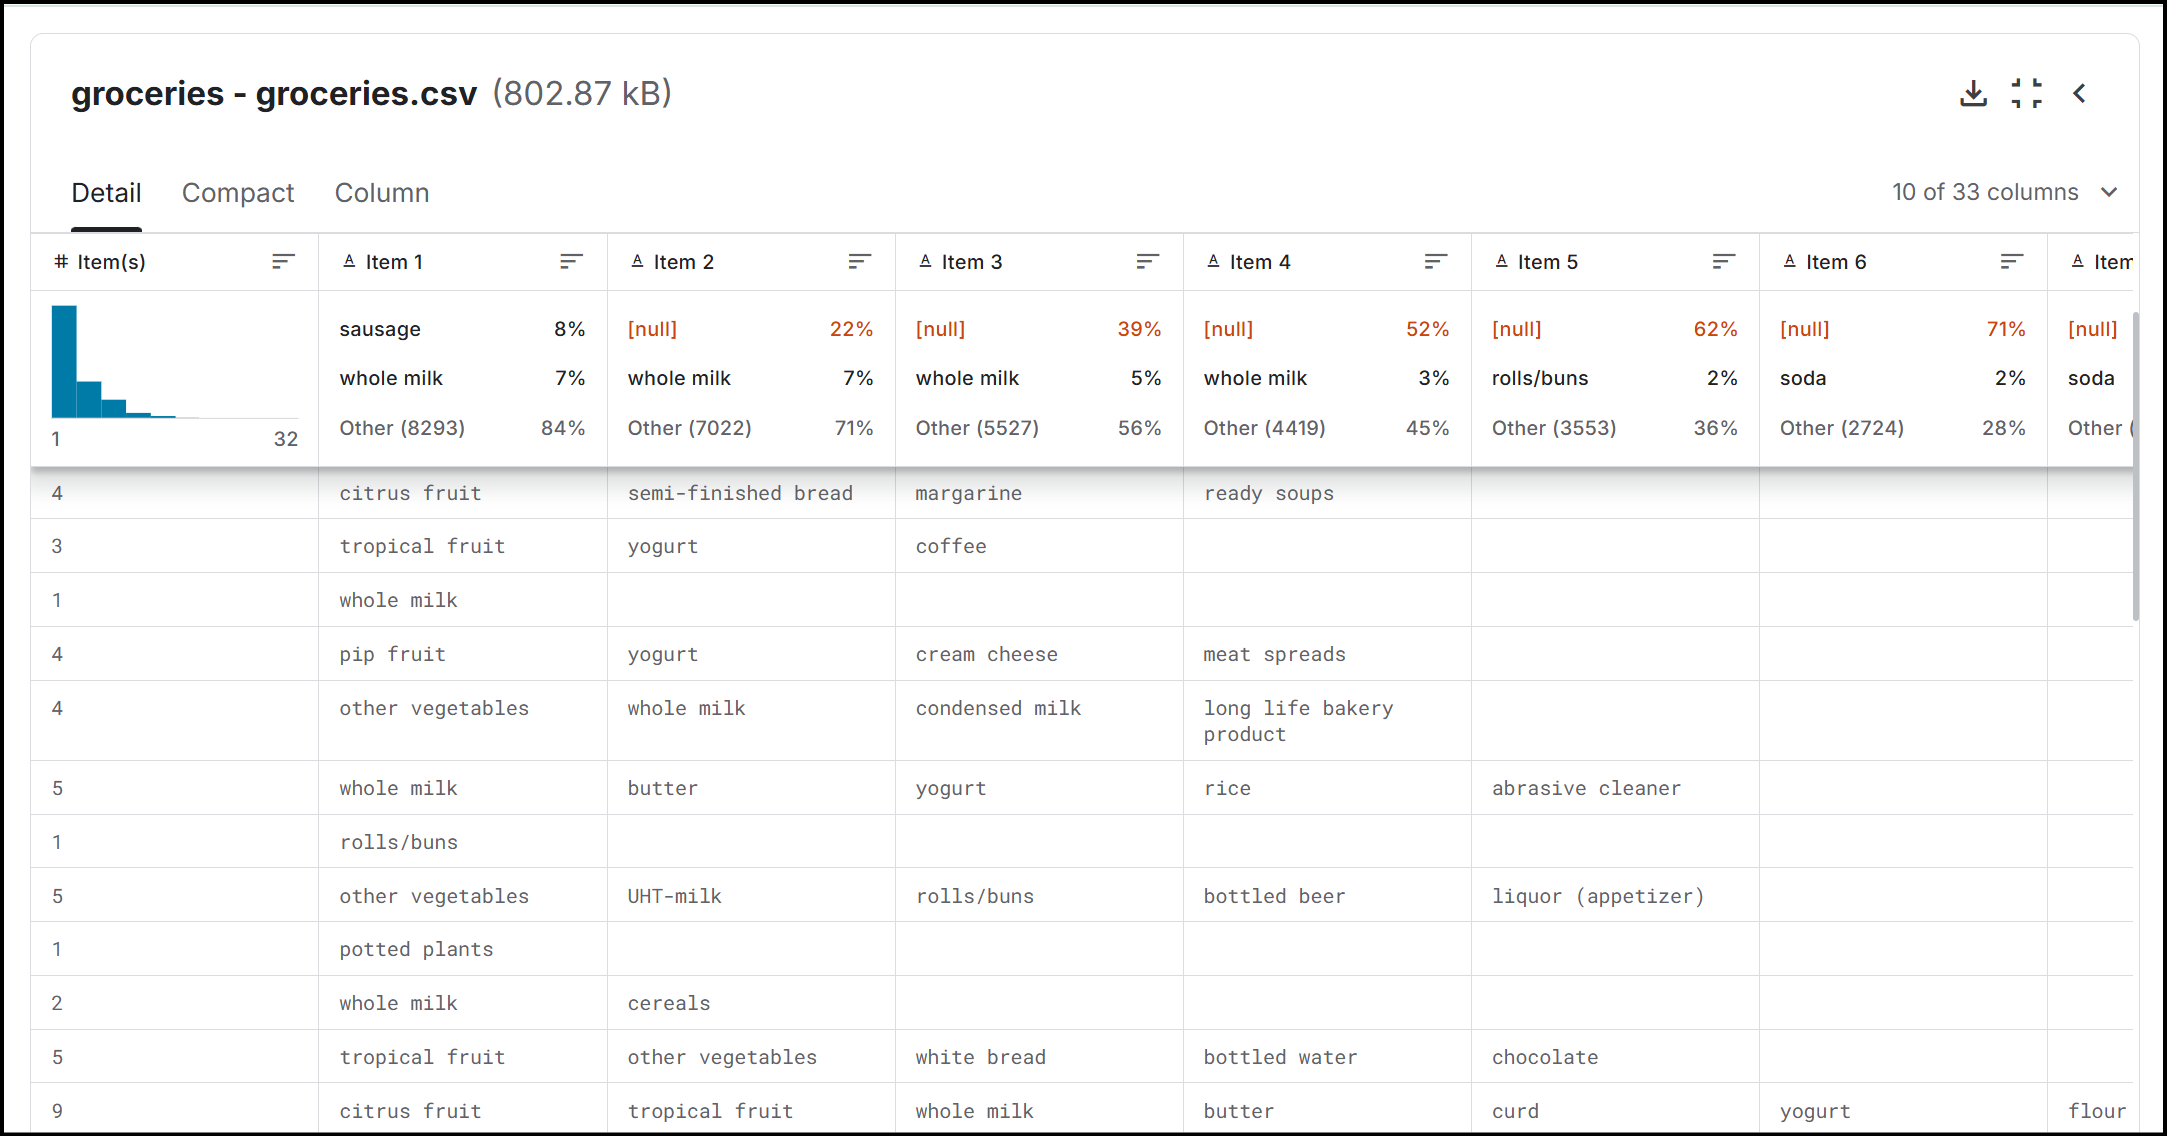 groceries - groceries.csv (802.87 kB)
Detail Compact Column 10 of 33 columns
# Item(s) A Item 1 A Item 2 A Item 3 A Item 4 A Item 5 A Item 6 A Item
sausage 8% [null] 22% [null] 39% [null] 52% [null] 62% [null] 71% [null]
whole milk 7% whole milk 7% whole milk 5% whole milk 3% rolls/buns 2% soda 2% soda
Other (8293) 84% Other (7022) 71% Other (5527) 56% Other (4419) 45% Other (3553) 36% Other (2724) 28% Other (
1 32
4 citrus fruit semi-finished bread margarine ready soups
3 tropical fruit yogurt coffee
1 whole milk
4 pip fruit yogurt cream cheese meat spreads
4 other vegetables whole milk condensed milk long life bakery
product
5 whole milk butter yogurt rice abrasive cleaner
1 rolls/buns
5 other vegetables UHT-milk rolls/buns bottled beer liquor (appetizer)
1 potted plants
2 whole milk cereals
5 tropical fruit other vegetables white bread bottled water chocolate
9 citrus fruit tropical fruit whole milk butter curd yogurt flour